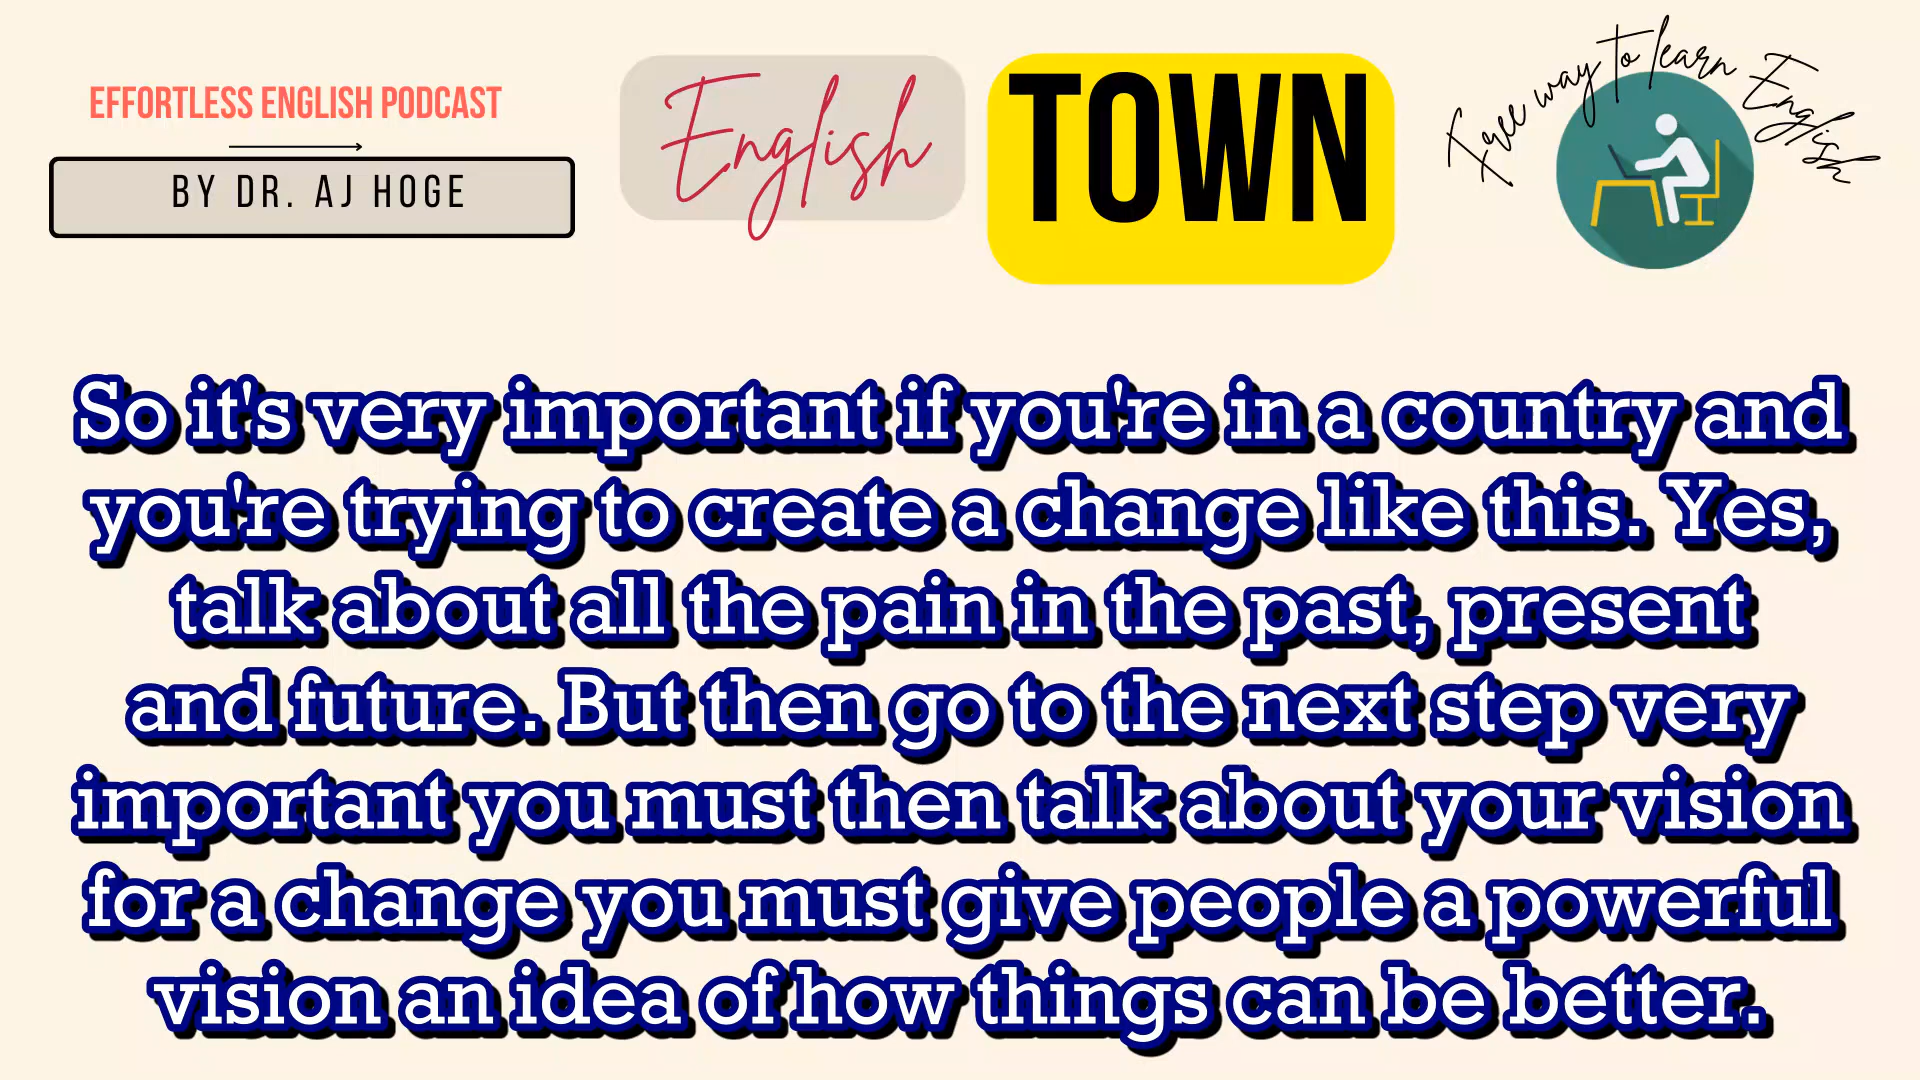 EFFORTLESS ENGLISH PODCAST
BY DR. AJ HOGE
English
TOWN
Free way to learn English
So it's very important if you're in a country and
you're trying to create a change like this. Yes,
talk about all the pain in the past, present
and future. But then go to the next step very
important you must then talk about your vision
for a change you must give people a powerful
vision an idea of how things can be better.